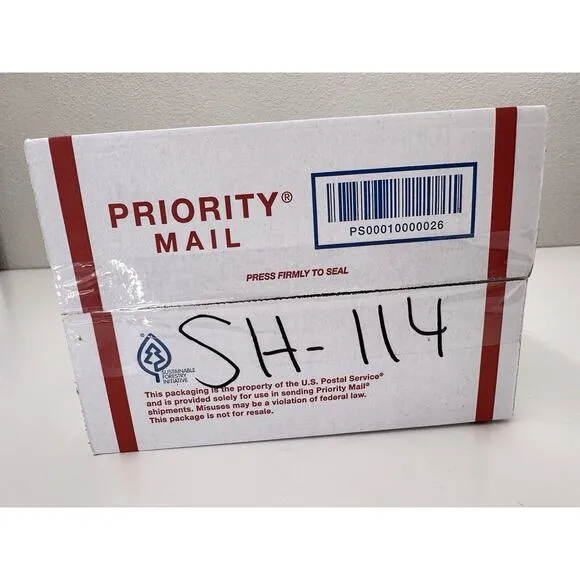 PRIORITY®
MAIL
PS00010000026
PRESS FIRMLY TO SEAL
SH-114
SUSTAINABLE
FORESTRY
INITIATIVE
This packaging is the property of the U.S. Postal Service®
and is provided solely for use in sending Priority Mail®
shipments. Misuses may be a violation of federal law.
This package is not for resale.